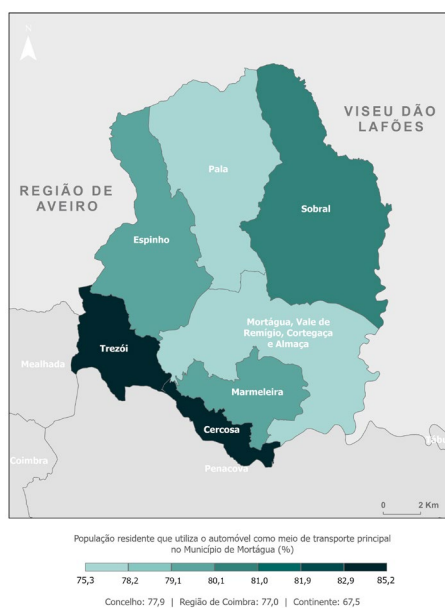 N
VISEU DÃO
LAFÕES
Pala
REGIÃO DE
AVEIRO
Sobral
Espinho
Mortágua, Vale de
Remígio, Cortegaça
e Almaça
Trezói
Mealhada
Marmeleira
Cercosa
Coimbra
Penacova
0 2 Km
População residente que utiliza o automóvel como meio de transporte principal
no Município de Mortágua (%)
75,3 78,2 79,1 80,1 81,0 81,9 82,9 85,2
Concelho: 77,9 | Região de Coimbra: 77,0 | Continente: 67,5